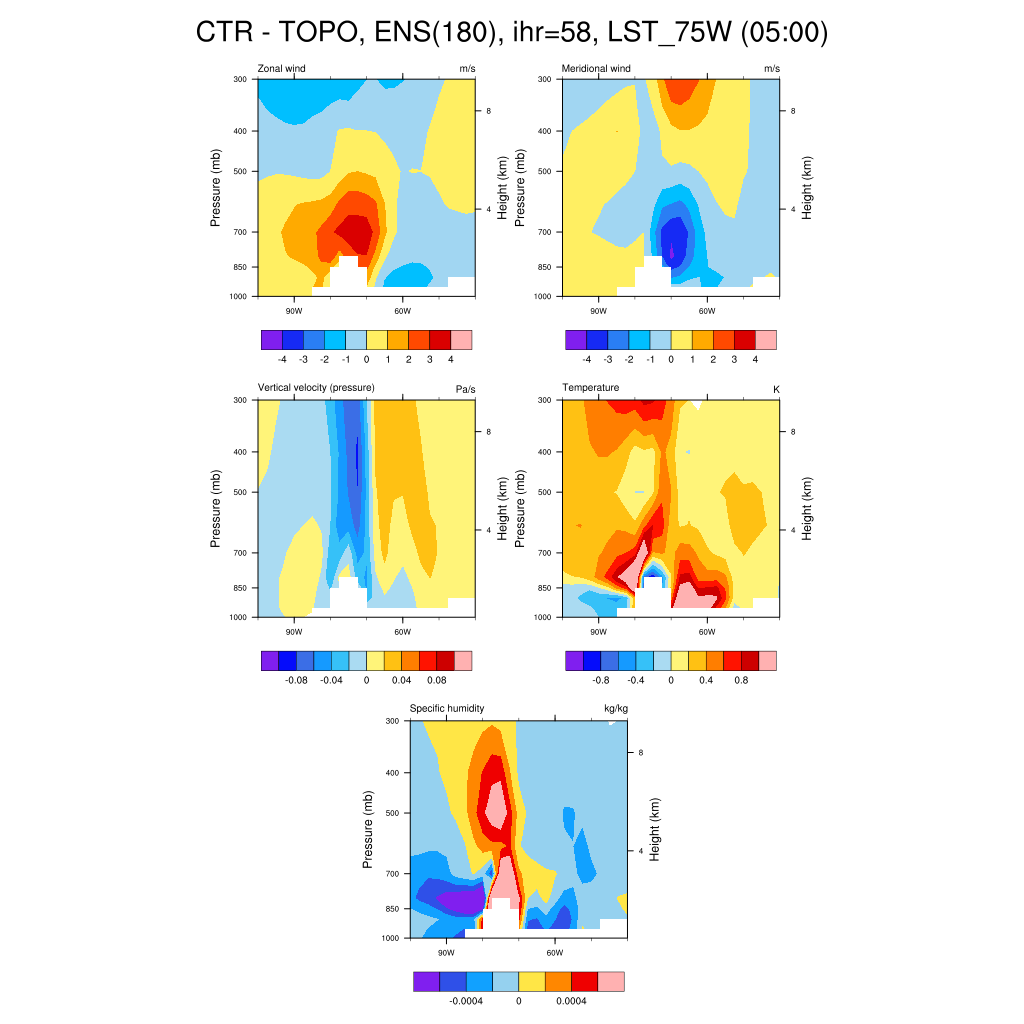 CTR - TOPO, ENS(180), ihr=58, LST_75W (05:00)
Zonal wind m/s
Pressure (mb)
300
400
500
700
850
1000
8
4
Height (km)
90W 60W
-4 -3 -2 -1 0 1 2 3 4
Meridional wind m/s
Pressure (mb)
300
400
500
700
850
1000
8
4
Height (km)
90W 60W
-4 -3 -2 -1 0 1 2 3 4
Vertical velocity (pressure) Pa/s
Pressure (mb)
300
400
500
700
850
1000
8
4
Height (km)
90W 60W
-0.08 -0.04 0 0.04 0.08
Temperature K
Pressure (mb)
300
400
500
700
850
1000
8
4
Height (km)
90W 60W
-0.8 -0.4 0 0.4 0.8
Specific humidity kg/kg
Pressure (mb)
300
400
500
700
850
1000
8
4
Height (km)
90W 60W
-0.0004 0 0.0004